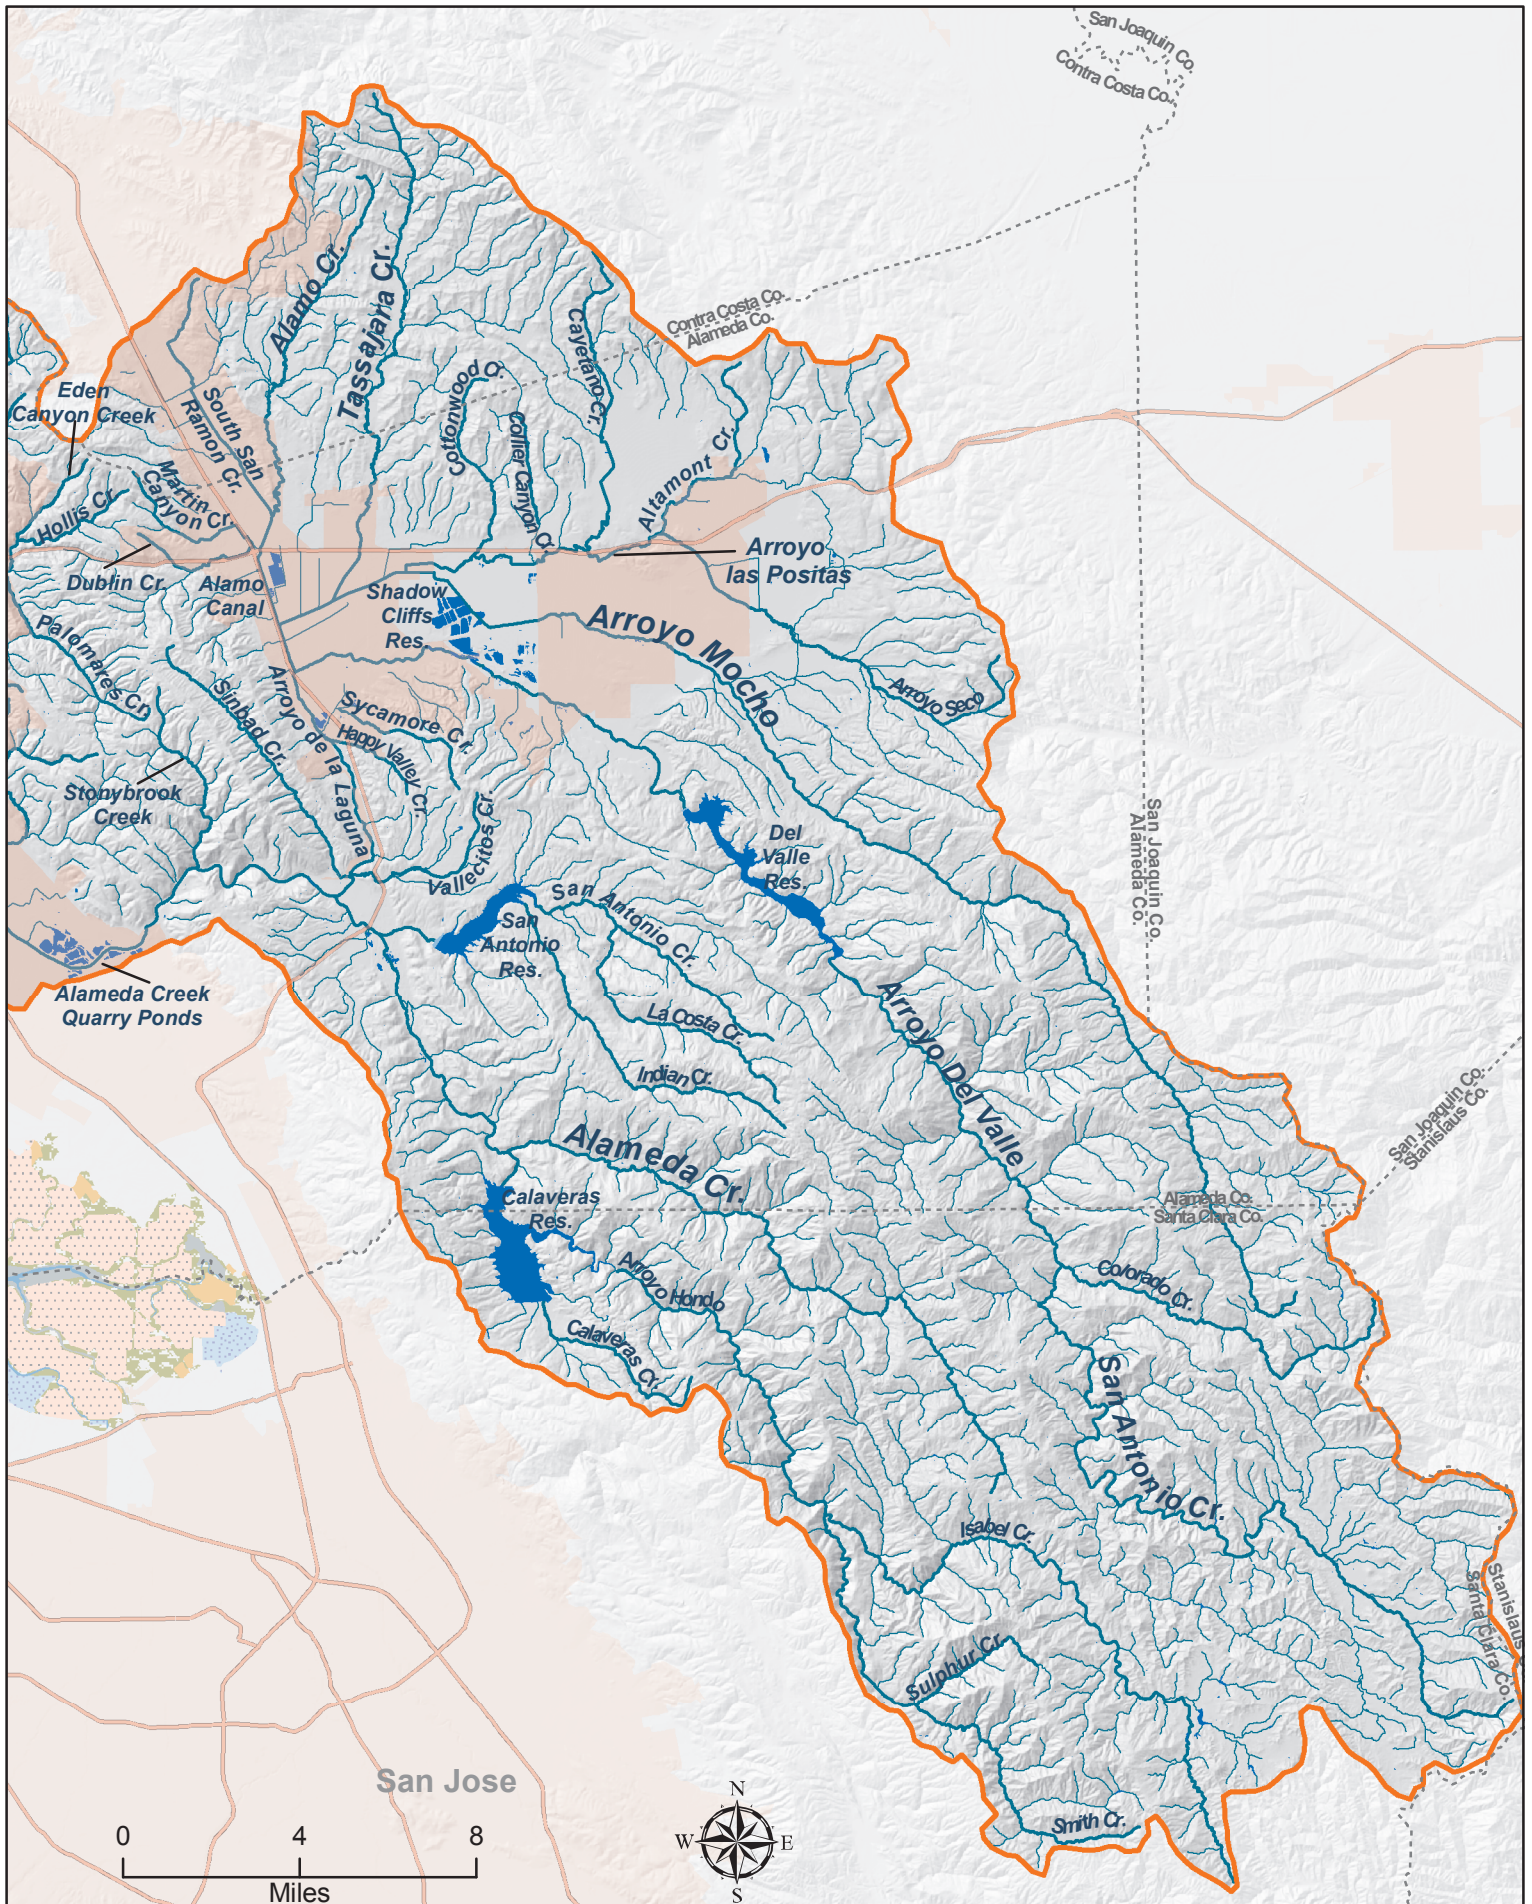 San Joaquin Co.
Contra Costa Co.
Contra Costa Co.
Alameda Co.
Alamo Cr.
Tassajara Cr.
Cayetano Cr.
Cottonwood Cr.
Collier Canyon Cr.
Eden
Canyon Creek
South San
Ramon Cr.
Martin
Canyon Cr.
Hollis Cr.
Altamont Cr.
Dublin Cr.
Alamo
Canal
Shadow
Cliffs
Res.
Arroyo
las Positas
Arroyo Mocho
Arroyo Seco
Palomares Cr.
Sinbad Cr.
Arroyo de la Laguna
Sycamore Cr.
Happy Valley Cr.
Stonybrook
Creek
Vallecitos Cr.
Del
Valle
Res.
San Joaquin Co.
Alameda Co.
San Antonio Cr.
San
Antonio
Res.
Alameda Creek
Quarry Ponds
La Costa Cr.
Indian Cr.
Arroyo Del Valle
San Joaquin Co.
Stanislaus Co.
Alameda Cr.
Calaveras
Res.
Alameda Co.
Santa Clara Co.
Arroyo Hondo
Colorado Cr.
Calaveras Cr.
San Antonio Cr.
Isabel Cr.
Stanislaus
Santa Clara Co.
Sulphur Cr.
Smith Cr.
San Jose
0 4 8
Miles
N
W E
S